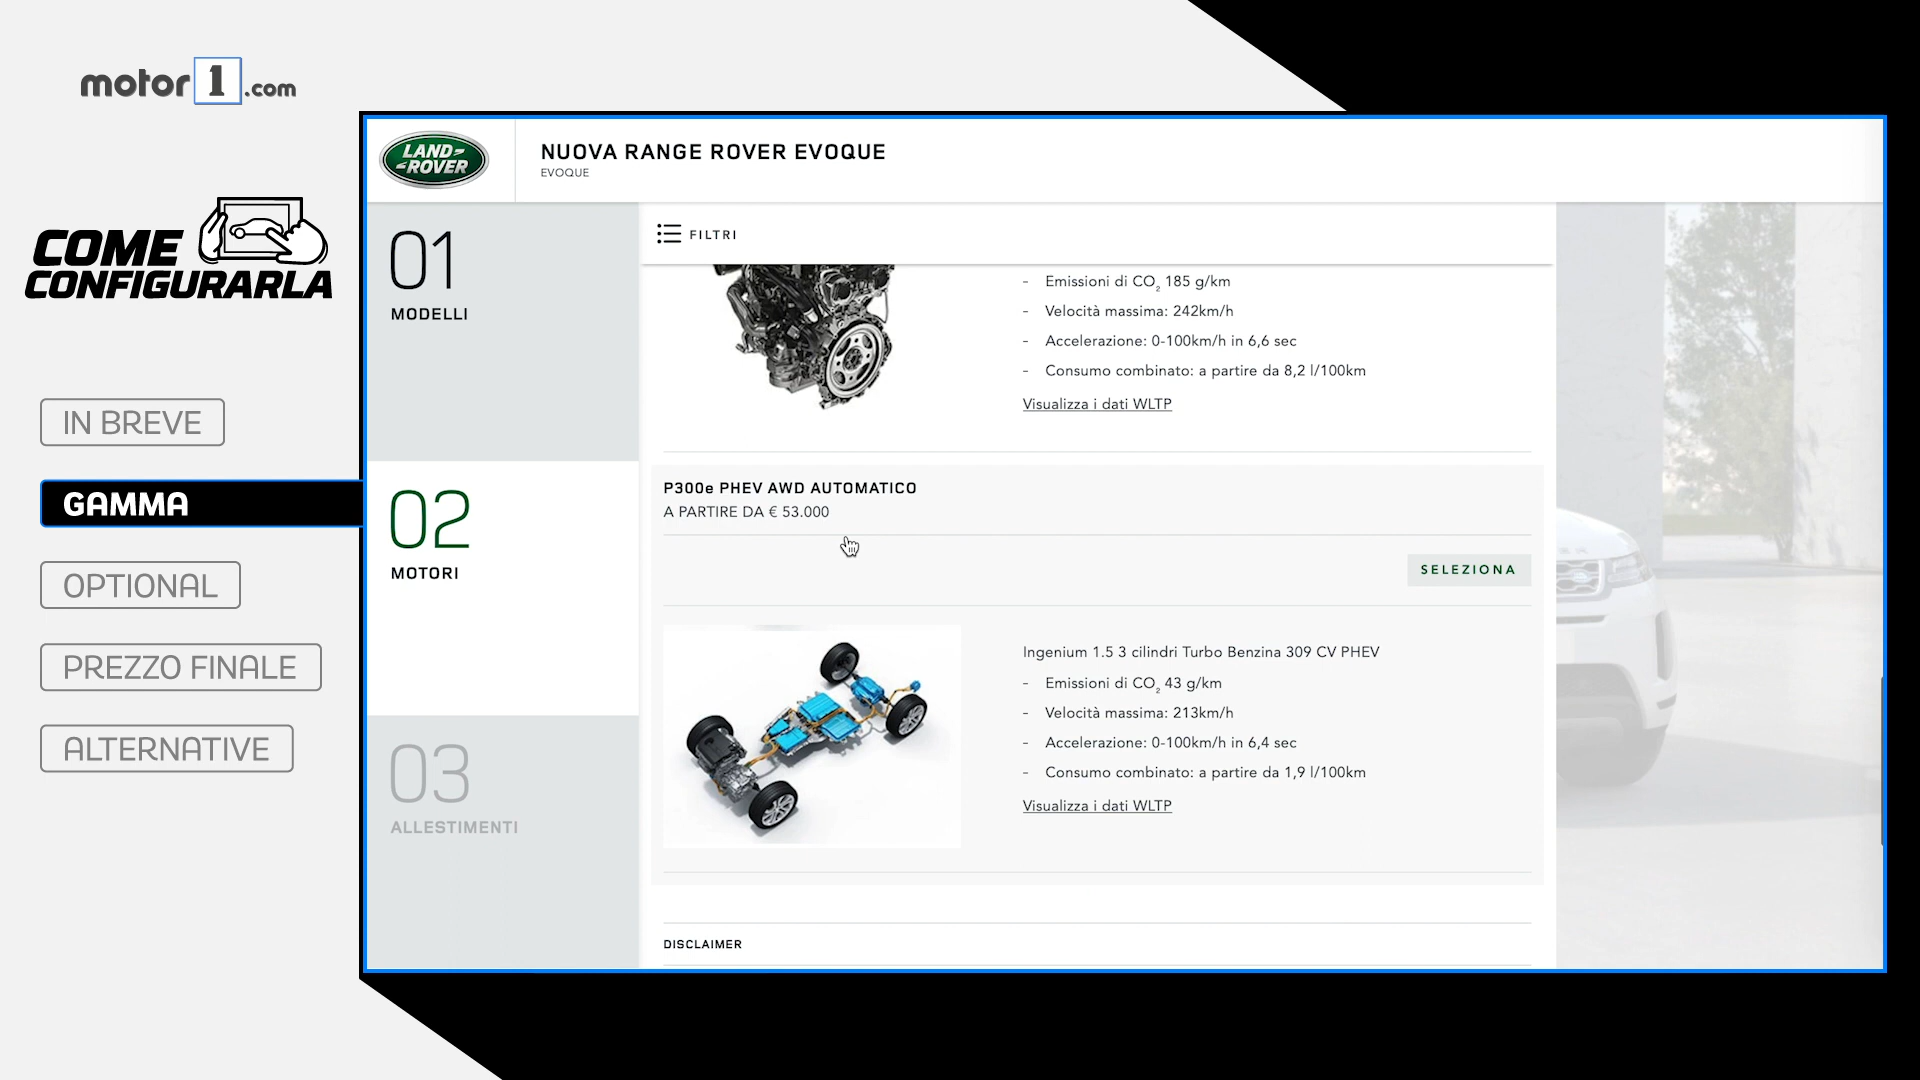 motor1.com
COME
CONFIGURARLA
IN BREVE
GAMMA
OPTIONAL
PREZZO FINALE
ALTERNATIVE
LAND-
-ROVER
NUOVA RANGE ROVER EVOQUE
EVOQUE
01
MODELLI
02
MOTORI
03
ALLESTIMENTI
FILTRI
- Emissioni di CO₂ 185 g/km
- Velocità massima: 242km/h
- Accelerazione: 0-100km/h in 6,6 sec
- Consumo combinato: a partire da 8,2 l/100km
Visualizza i dati WLTP
P300e PHEV AWD AUTOMATICO
A PARTIRE DA € 53.000
SELEZIONA
Ingenium 1.5 3 cilindri Turbo Benzina 309 CV PHEV
- Emissioni di CO₂ 43 g/km
- Velocità massima: 213km/h
- Accelerazione: 0-100km/h in 6,4 sec
- Consumo combinato: a partire da 1,9 l/100km
Visualizza i dati WLTP
DISCLAIMER